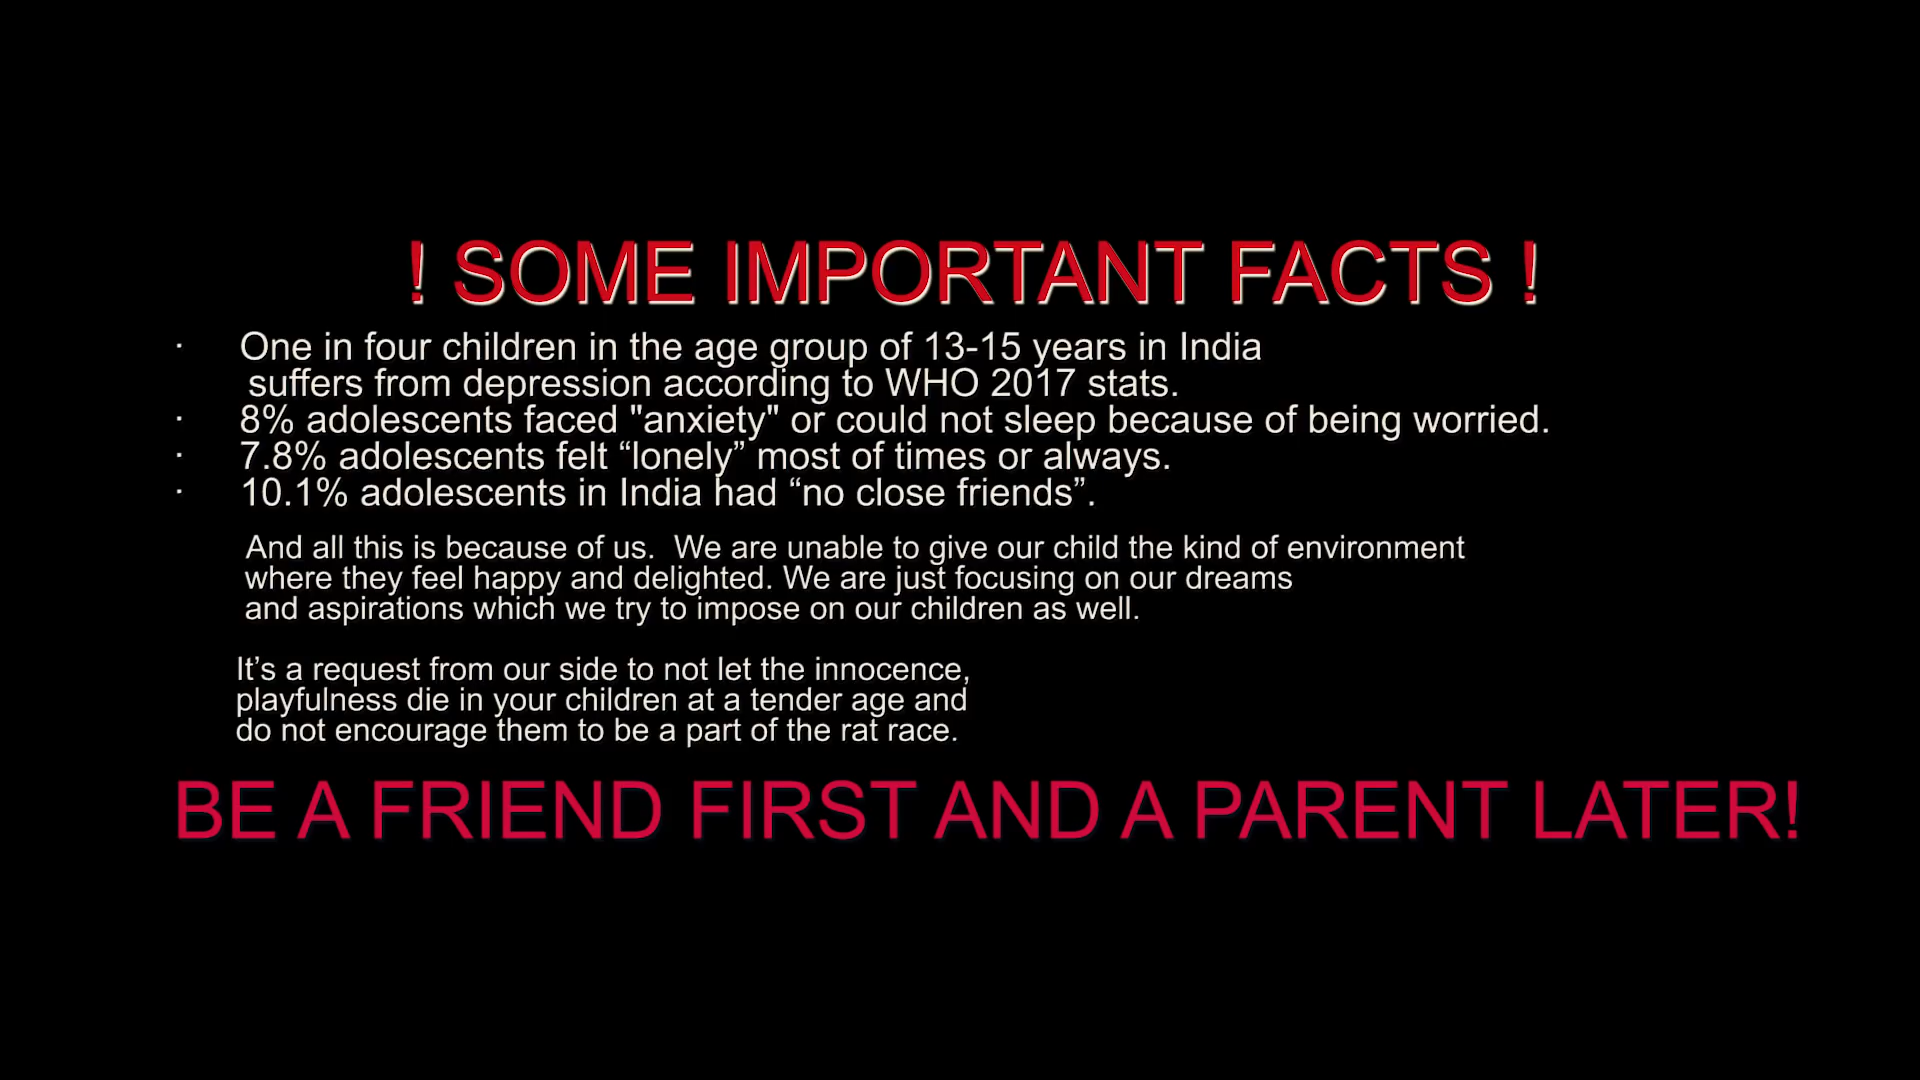 ! SOME IMPORTANT FACTS !
· One in four children in the age group of 13-15 years in India
suffers from depression according to WHO 2017 stats.
· 8% adolescents faced "anxiety" or could not sleep because of being worried.
· 7.8% adolescents felt “lonely” most of times or always.
· 10.1% adolescents in India had “no close friends”.
And all this is because of us.  We are unable to give our child the kind of environment
where they feel happy and delighted. We are just focusing on our dreams
and aspirations which we try to impose on our children as well.
It’s a request from our side to not let the innocence,
playfulness die in your children at a tender age and
do not encourage them to be a part of the rat race.
BE A FRIEND FIRST AND A PARENT LATER!